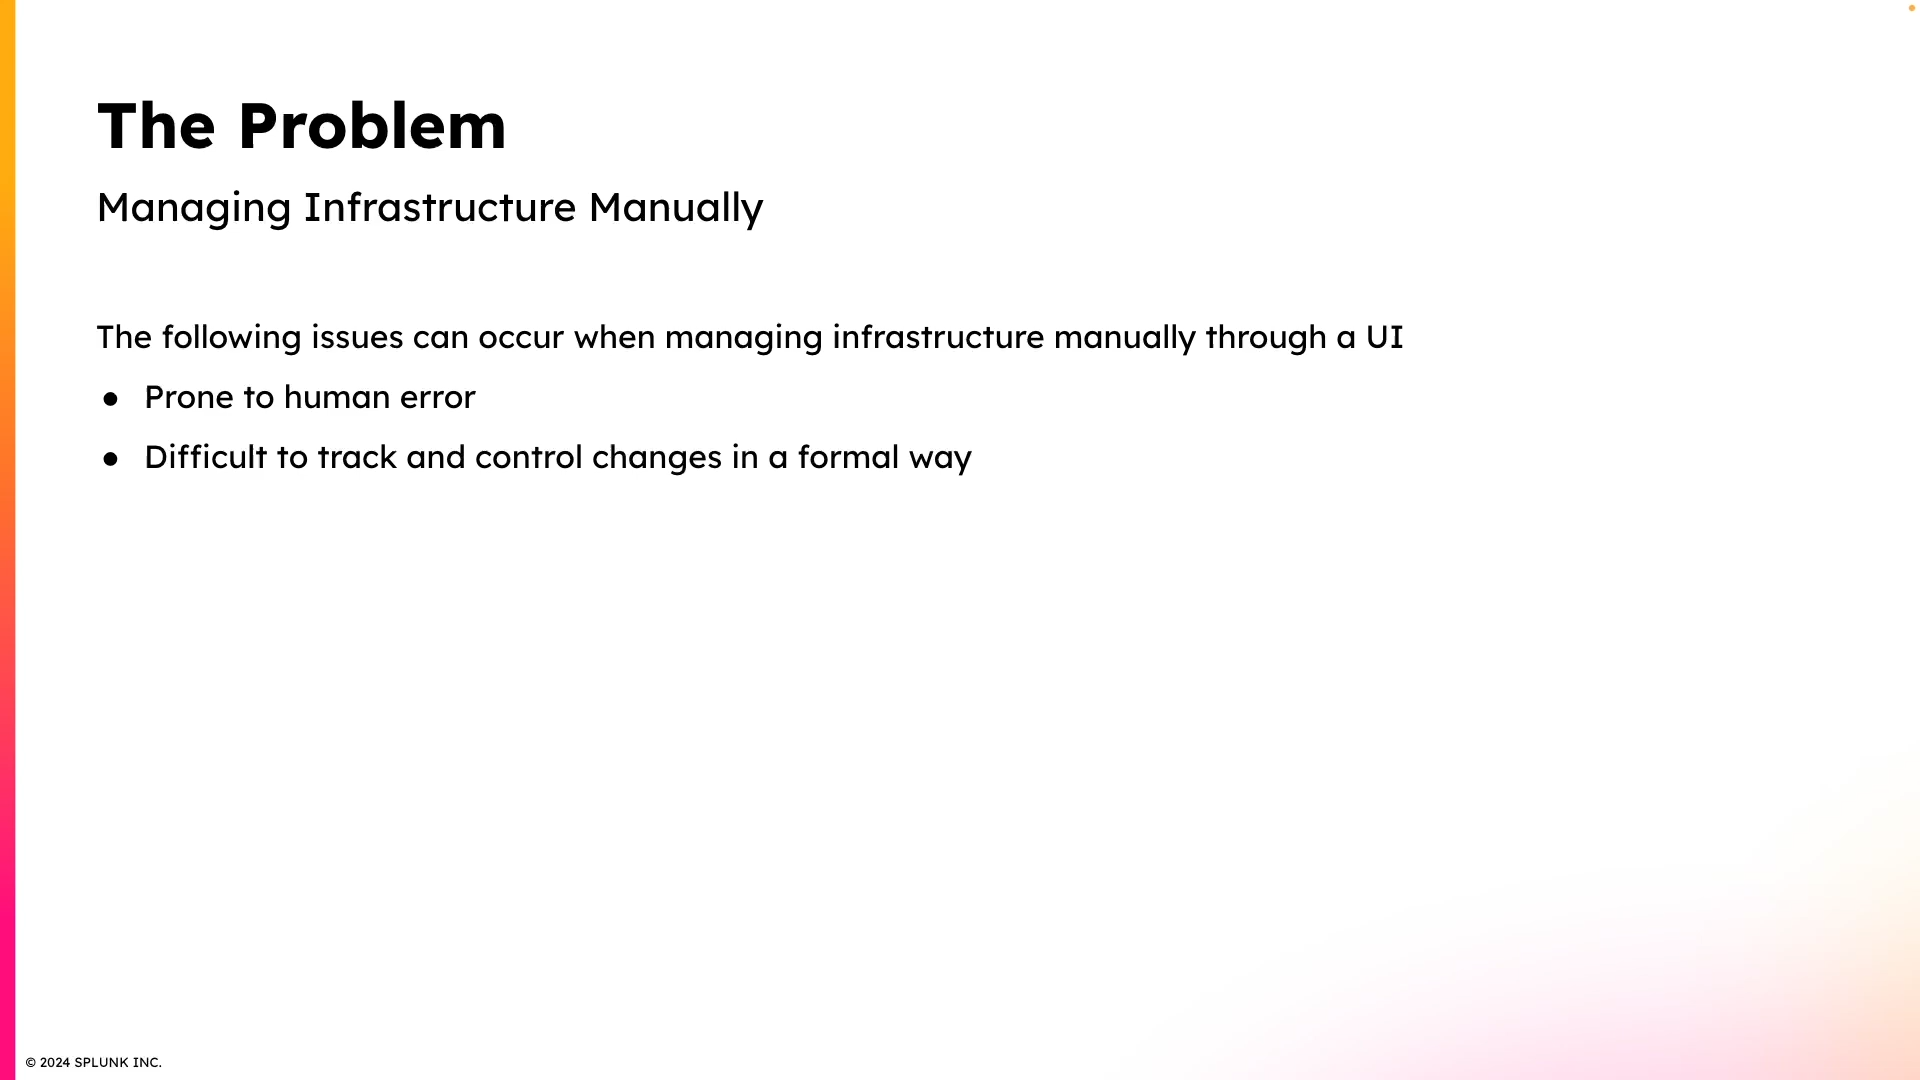 The Problem
Managing Infrastructure Manually
The following issues can occur when managing infrastructure manually through a UI
● Prone to human error
● Difficult to track and control changes in a formal way
© 2024 SPLUNK INC.